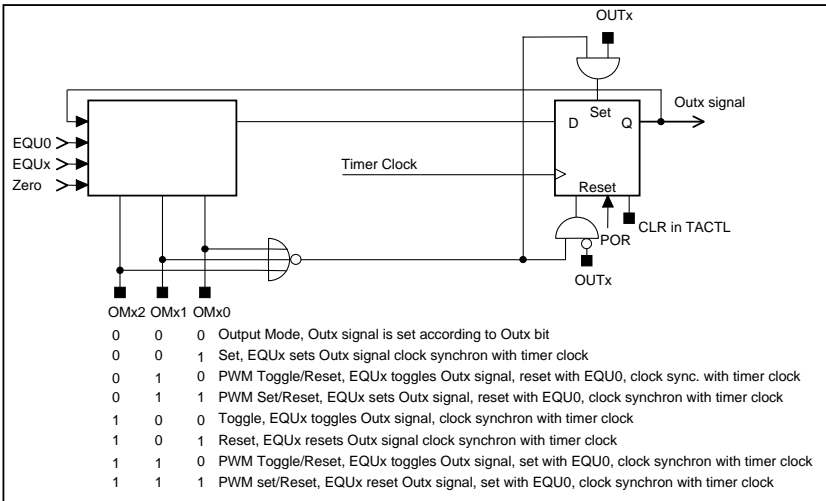 OUTx
Outx signal
Set
D
Q
EQU0
EQUx
Zero
Timer Clock
Reset
POR
CLR in TACTL
OUTx
OMx2 OMx1 OMx0
0 0 0 Output Mode, Outx signal is set according to Outx bit
0 0 1 Set, EQUx sets Outx signal clock synchron with timer clock
0 1 0 PWM Toggle/Reset, EQUx toggles Outx signal, reset with EQU0, clock sync. with timer clock
0 1 1 PWM Set/Reset, EQUx sets Outx signal, reset with EQU0, clock synchron with timer clock
1 0 0 Toggle, EQUx toggles Outx signal, clock synchron with timer clock
1 0 1 Reset, EQUx resets Outx signal clock synchron with timer clock
1 1 0 PWM Toggle/Reset, EQUx toggles Outx signal, set with EQU0, clock synchron with timer clock
1 1 1 PWM set/Reset, EQUx reset Outx signal, set with EQU0, clock synchron with timer clock